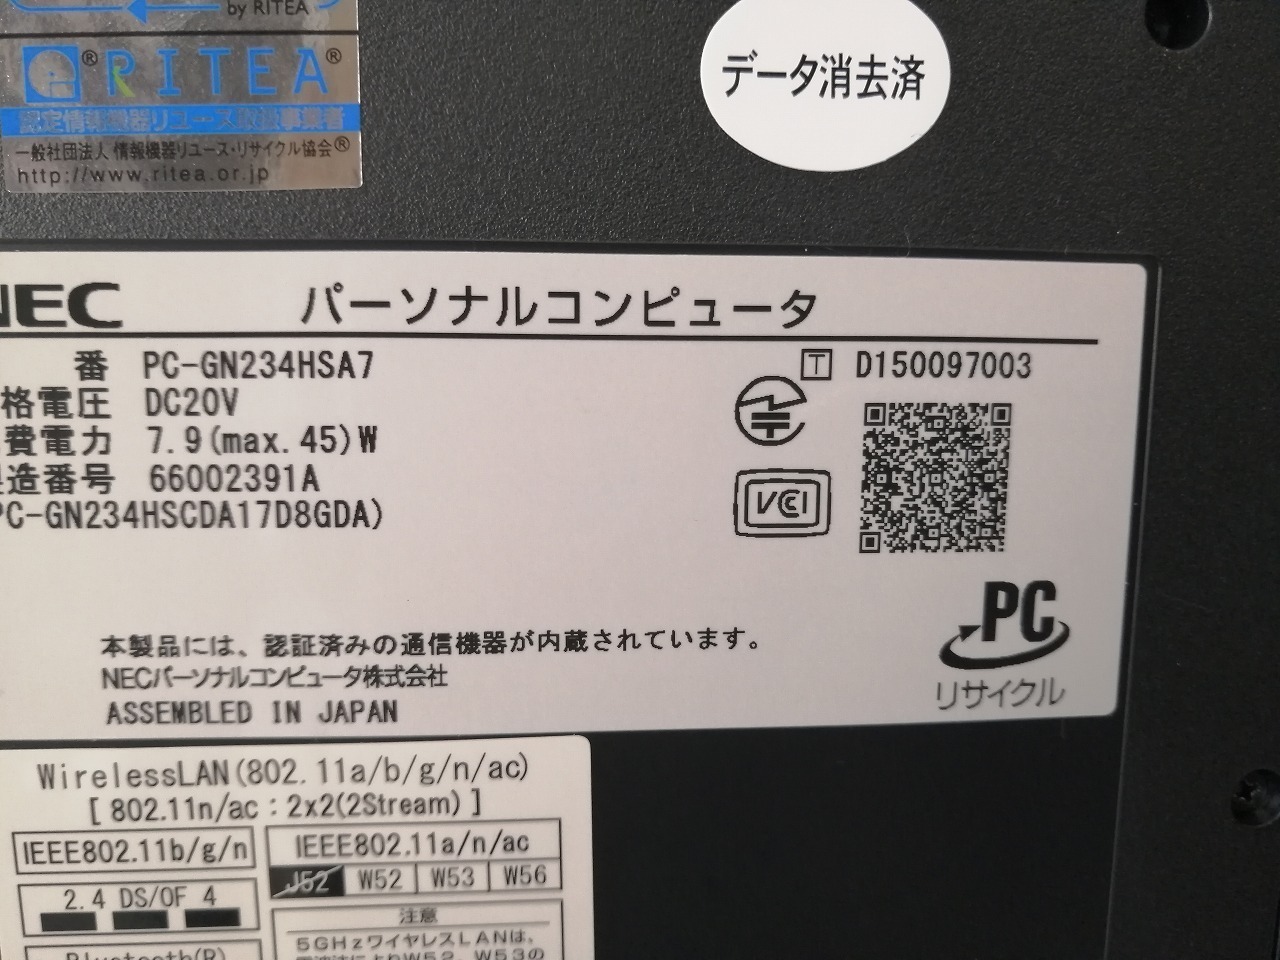 by RITEA
RITEA®
認定情報機器リユース取扱事業者
一般社団法人 情報機器リユース・リサイクル協会®
http://www.ritea.or.jp
データ消去済
NEC パーソナルコンピュータ
番 PC-GN234HSA7
T D150097003
格電圧 DC20V
費電力 7.9(max.45)W
製造番号 66002391A
PC-GN234HSCDA17D8GDA)
VCI
PC
リサイクル
本製品には、認証済みの通信機器が内蔵されています。
NECパーソナルコンピュータ株式会社
ASSEMBLED IN JAPAN
WirelessLAN(802.11a/b/g/n/ac)
[ 802.11n/ac : 2x2(2Stream) ]
IEEE802.11b/g/n
IEEE802.11a/n/ac
J52 W52 W53 W56
2.4 DS/OF 4
注意
5GHzワイヤレスLANは、
Bluetooth(R)